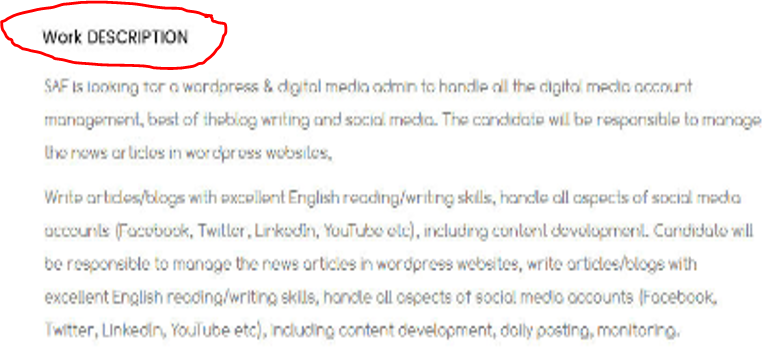 Work DESCRIPTION
SAF is looking for a wordpress & digital media admin to handle all the digital media account
management, best of theblog writing and social media. The candidate will be responsible to manage
the news articles in wordpress websites,
Write articles/blogs with excellent English reading/writing skills, handle all aspects of social media
accounts (Facebook, Twitter, LinkedIn, YouTube etc), including content development. Candidate will
be responsible to manage the news articles in wordpress websites, write articles/blogs with
excellent English reading/writing skills, handle all aspects of social media accounts (Facebook,
Twitter, LinkedIn, YouTube etc), including content development, daily posting, monitoring.